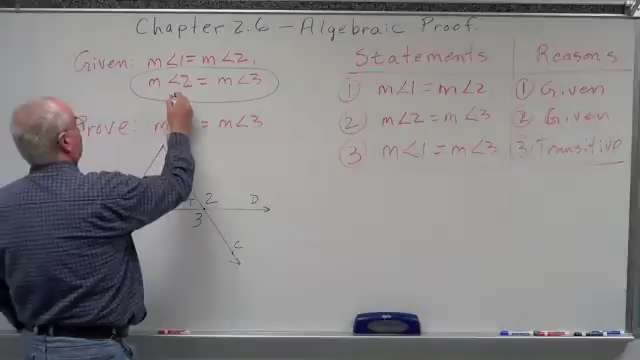 Chapter 2.6 – Algebraic Proof.
Given: m∠1 = m∠2,
m∠2 = m∠3
Prove: m = m∠3
2
D
3
C
Statements
Reasons
① m∠1 = m∠2
① Given
② m∠2 = m∠3
② Given
③ m∠1 = m∠3
③ Transitive